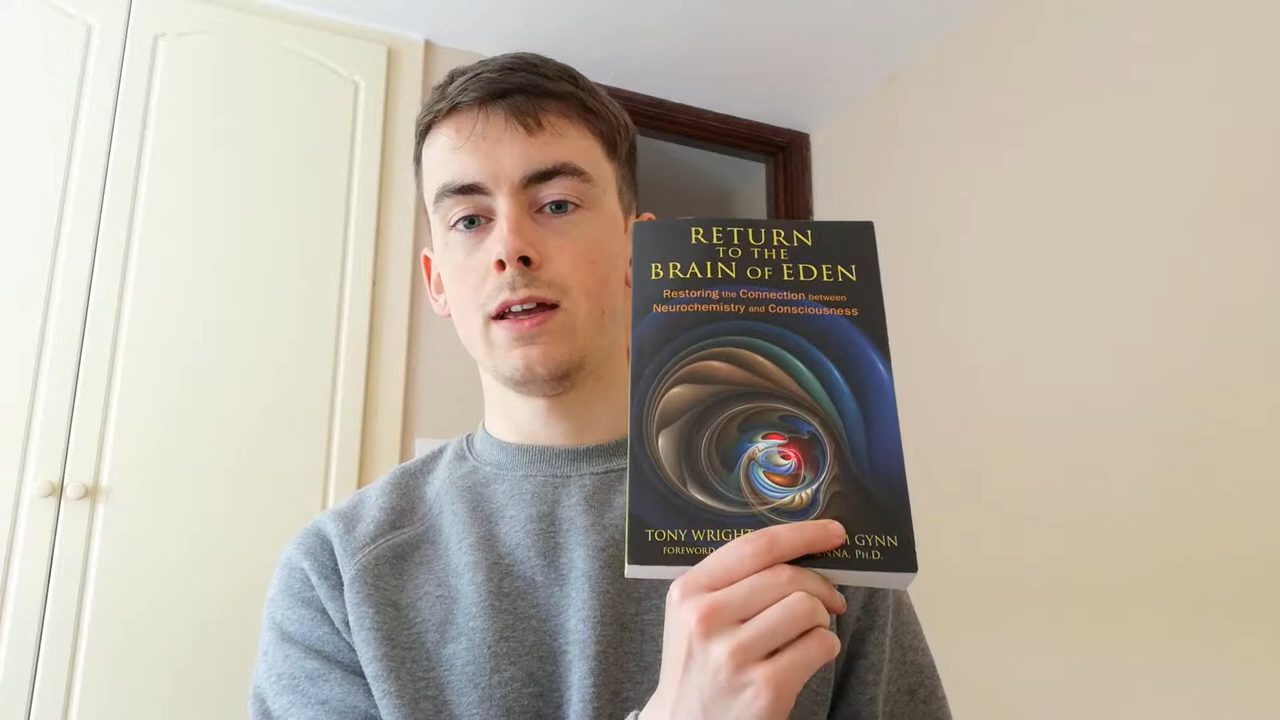 RETURN
TO THE
BRAIN OF EDEN
Restoring the Connection between
Neurochemistry and Consciousness
TONY WRIGHT GYNN
FOREWORD PH.D.